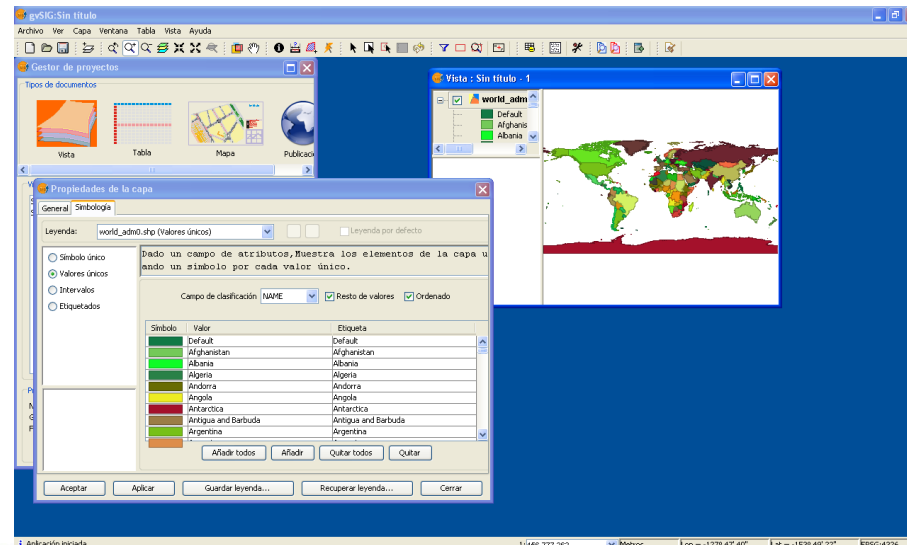 gvSIG:Sin título
Archivo Ver Capa Ventana Tabla Vista Ayuda
Gestor de proyectos
Tipos de documentos
Vista
Tabla
Mapa
Publicaci
Vista : Sin título - 1
world_adm
Default
Afghanis
Albania
Propiedades de la capa
General Simbología
Leyenda: world_adm0.shp (Valores únicos) Leyenda por defecto
Símbolo único
Valores únicos
Intervalos
Etiquetados
Dado un campo de atributos,Muestra los elementos de la capa u
ando un símbolo por cada valor único.
Campo de clasificación NAME Resto de valores Ordenado
Símbolo Valor Etiqueta
Default Default
Afghanistan Afghanistan
Albania Albania
Algeria Algeria
Andorra Andorra
Angola Angola
Antarctica Antarctica
Antigua and Barbuda Antigua and Barbuda
Argentina Argentina
Añadir todos Añadir Quitar todos Quitar
Aceptar Aplicar Guardar leyenda... Recuperar leyenda... Cerrar
Aplicación iniciada
Metros
EPSG:4326